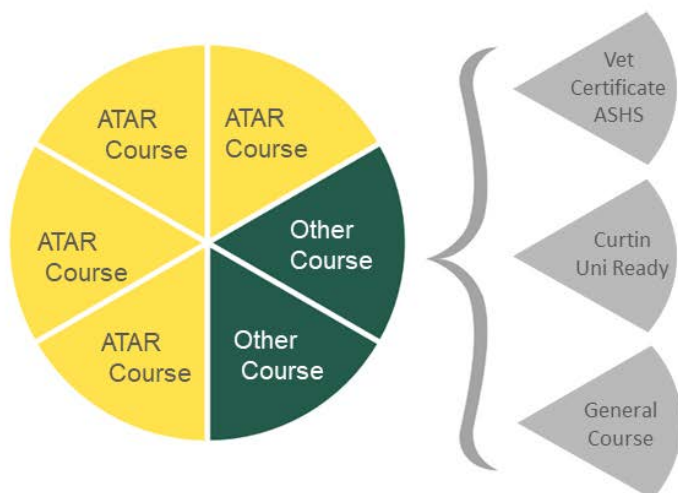 ATAR
Course
ATAR
Course
ATAR
Course
Other
Course
ATAR
Course
Other
Course
Vet
Certificate
ASHS
Curtin
Uni Ready
General
Course